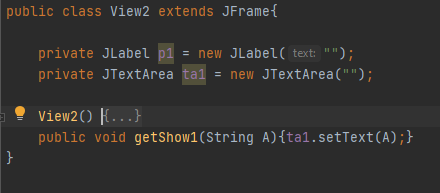 public class View2 extends JFrame{
private JLabel p1 = new JLabel( text: "");
private JTextArea ta1 = new JTextArea("");
View2() {...}
public void getShow1(String A){ta1.setText(A);}
}